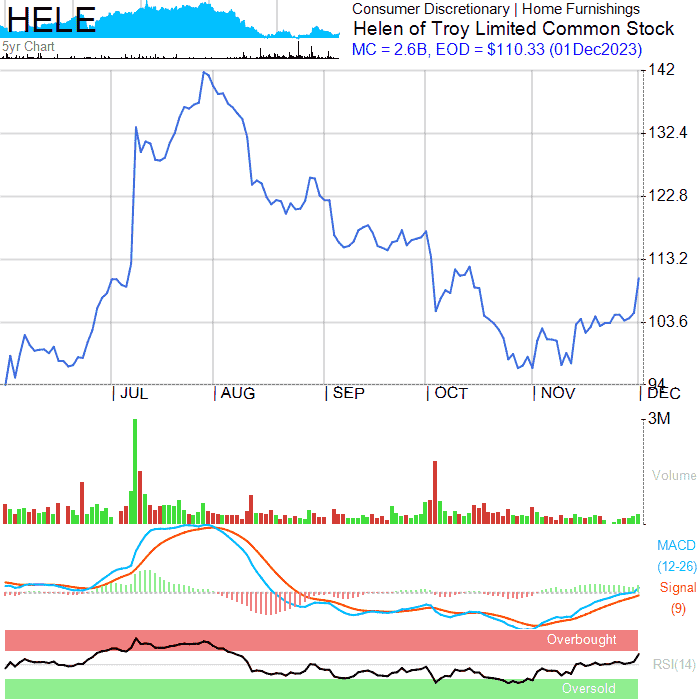 HELE
5yr Chart
Consumer Discretionary | Home Furnishings
Helen of Troy Limited Common Stock
MC = 2.6B, EOD = $110.33 (01Dec2023)
142
132.4
122.8
113.2
103.6
94
| JUL | AUG | SEP | OCT | NOV | DEC
3M
Volume
MACD
(12-26)
Signal
(9)
Overbought
RSI(14)
Oversold